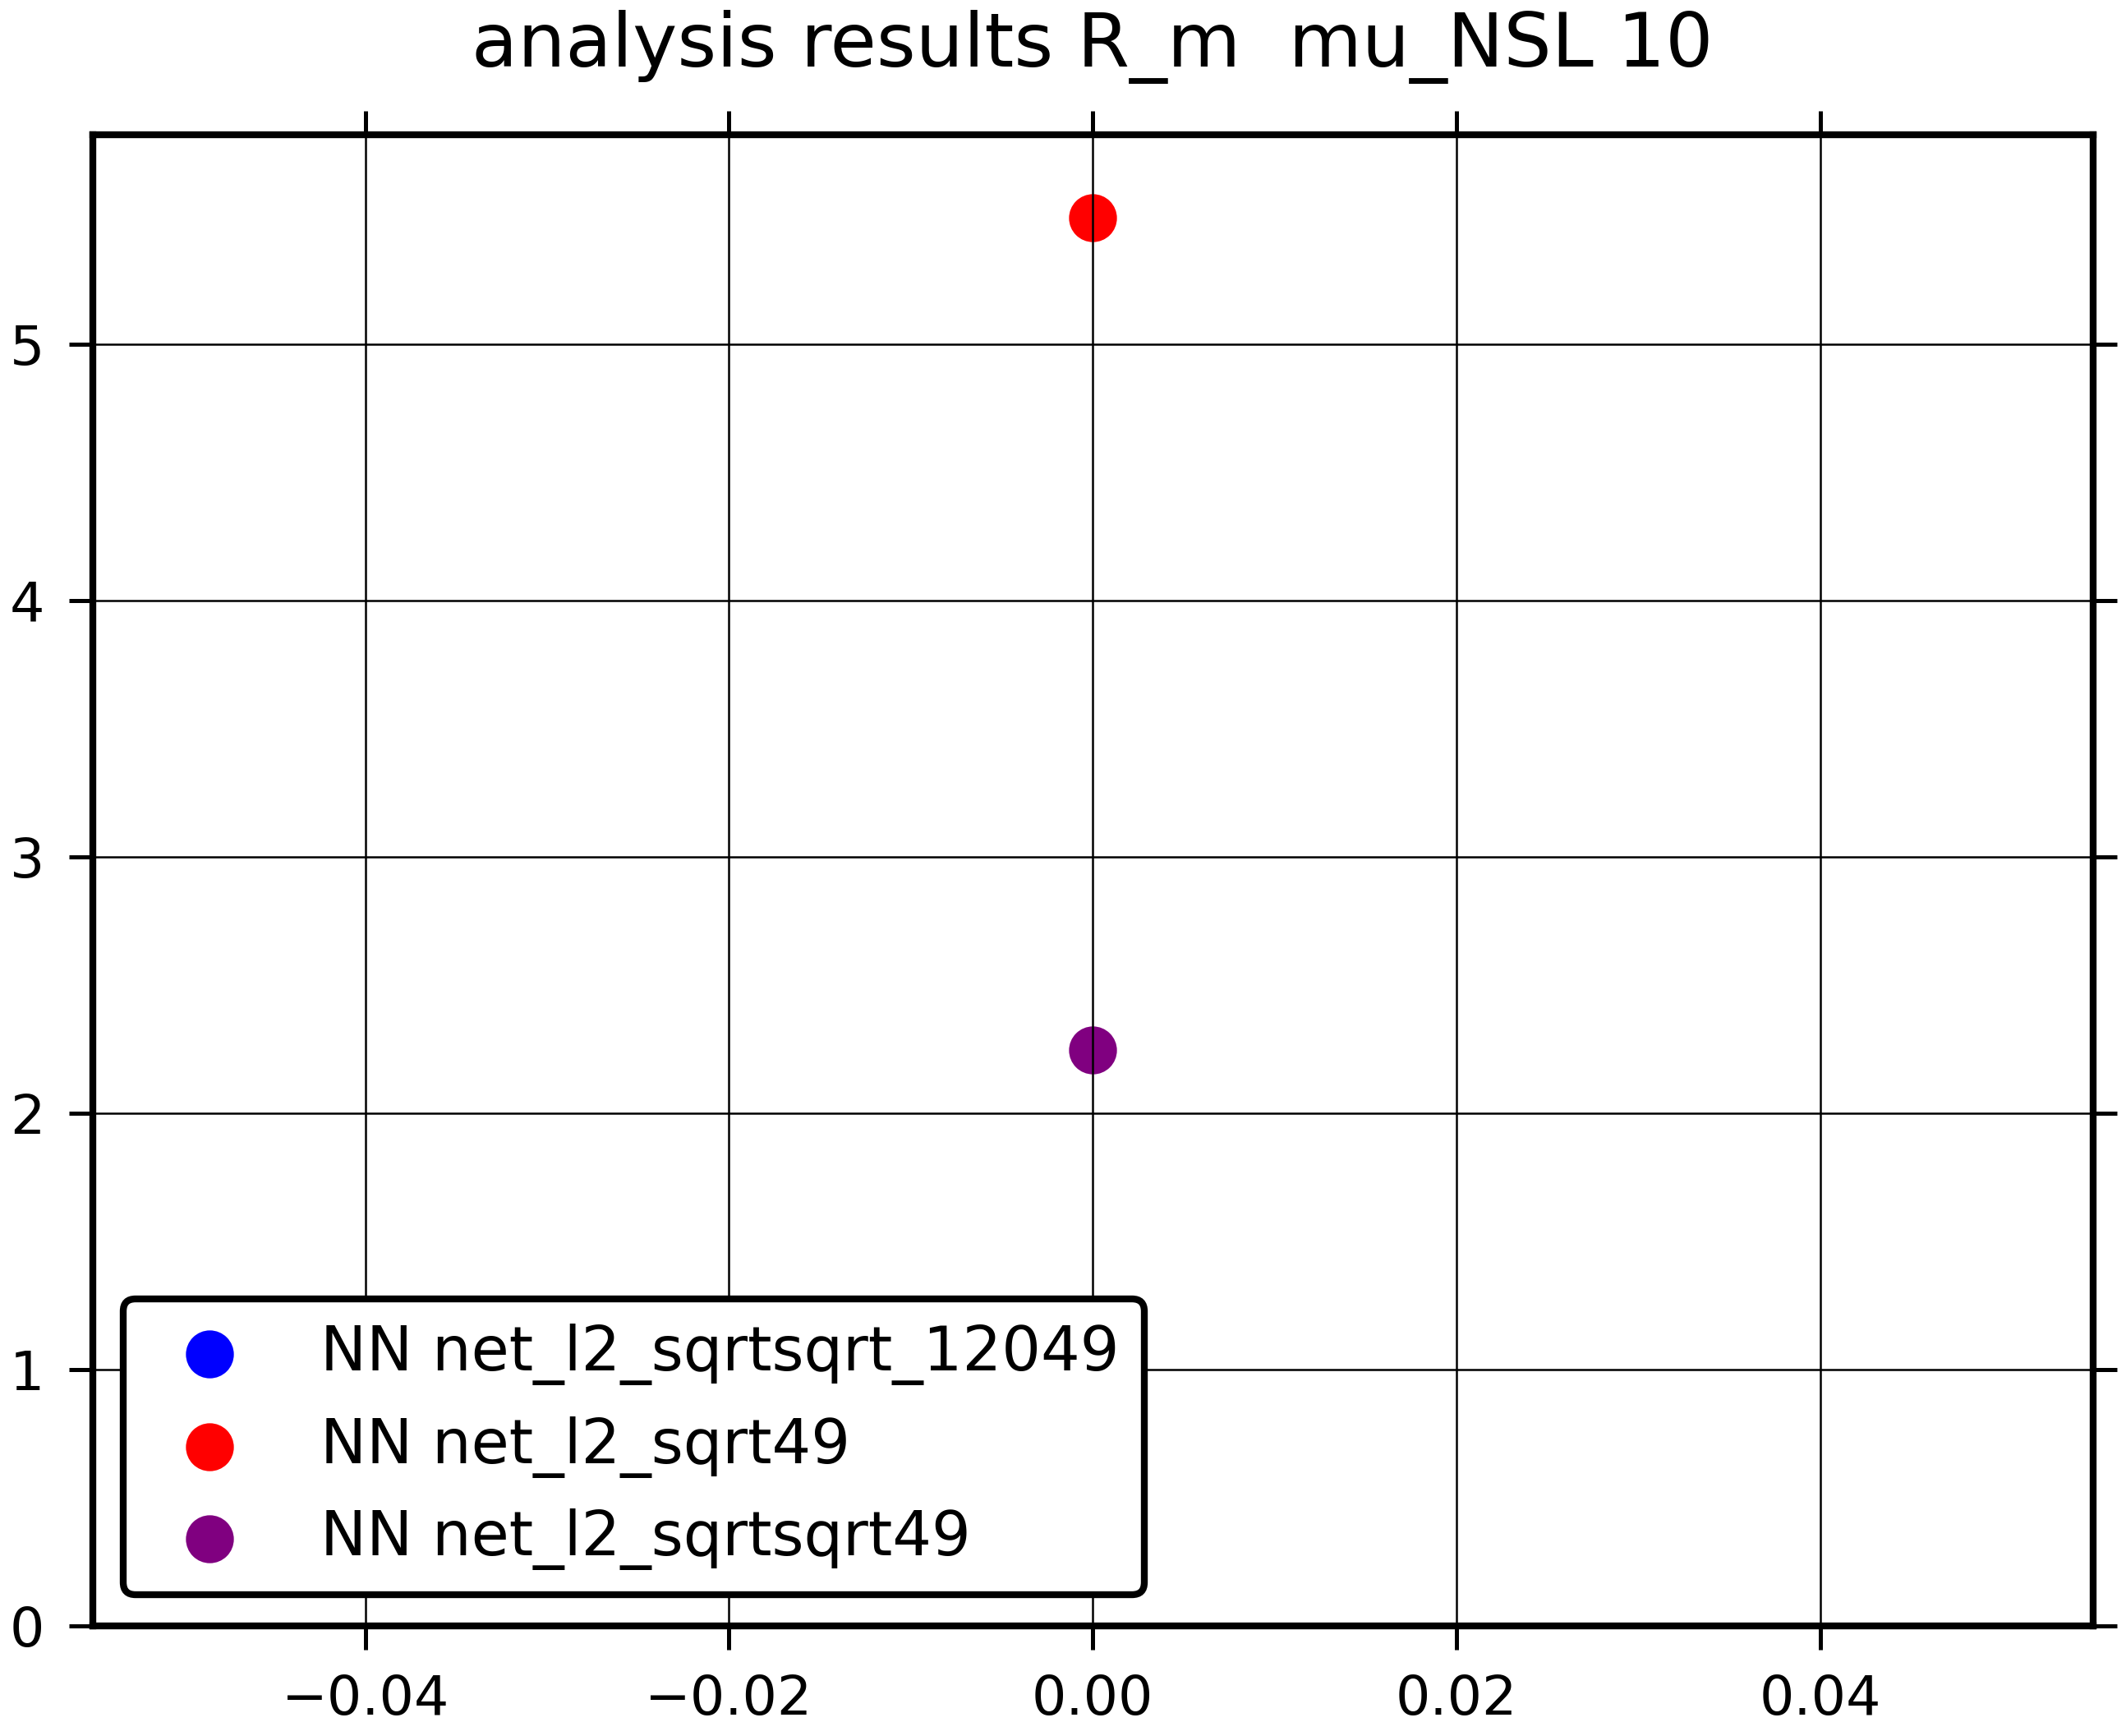 analysis results R_m  mu_NSL 10
5
4
3
2
1
0
NN net_l2_sqrtsqrt_12049
NN net_l2_sqrt49
NN net_l2_sqrtsqrt49
−0.04 −0.02 0.00 0.02 0.04